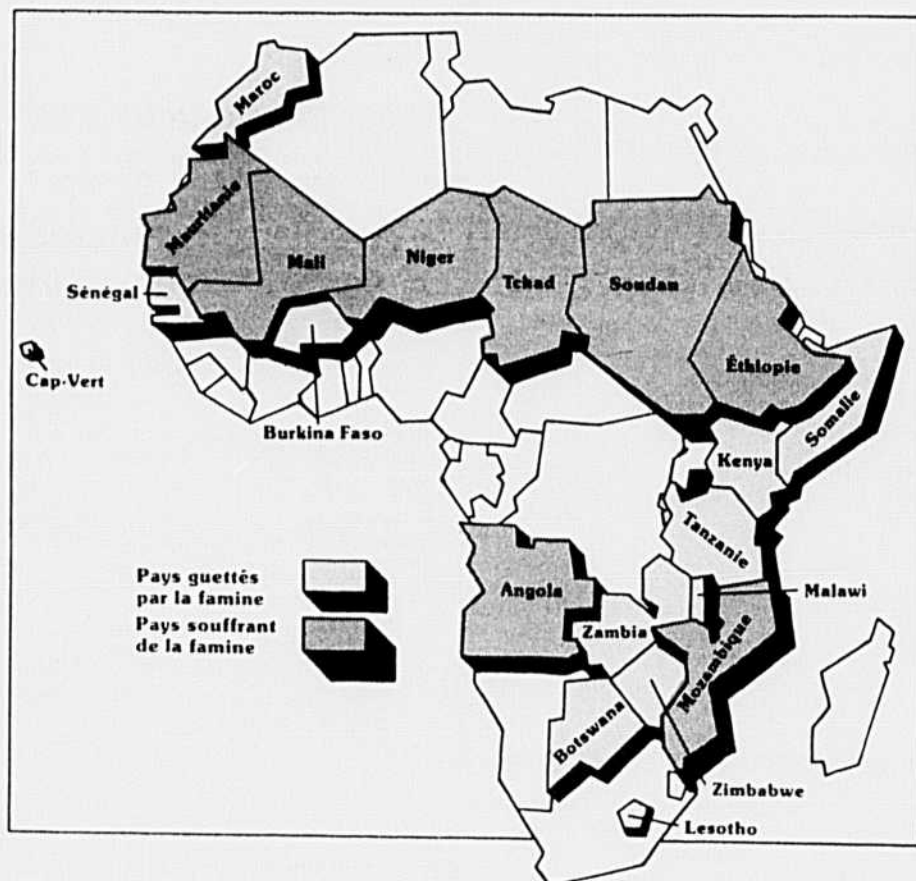 Maroc
Mauritanie
Mali
Niger
Tchad
Soudan
Éthiopie
Somalie
Sénégal
Cap-Vert
Burkina Faso
Kenya
Tanzanie
Pays guettés
par la famine
Pays souffrant
de la famine
Angola
Zambia
Malawi
Mozambique
Botswana
Zimbabwe
Lesotho